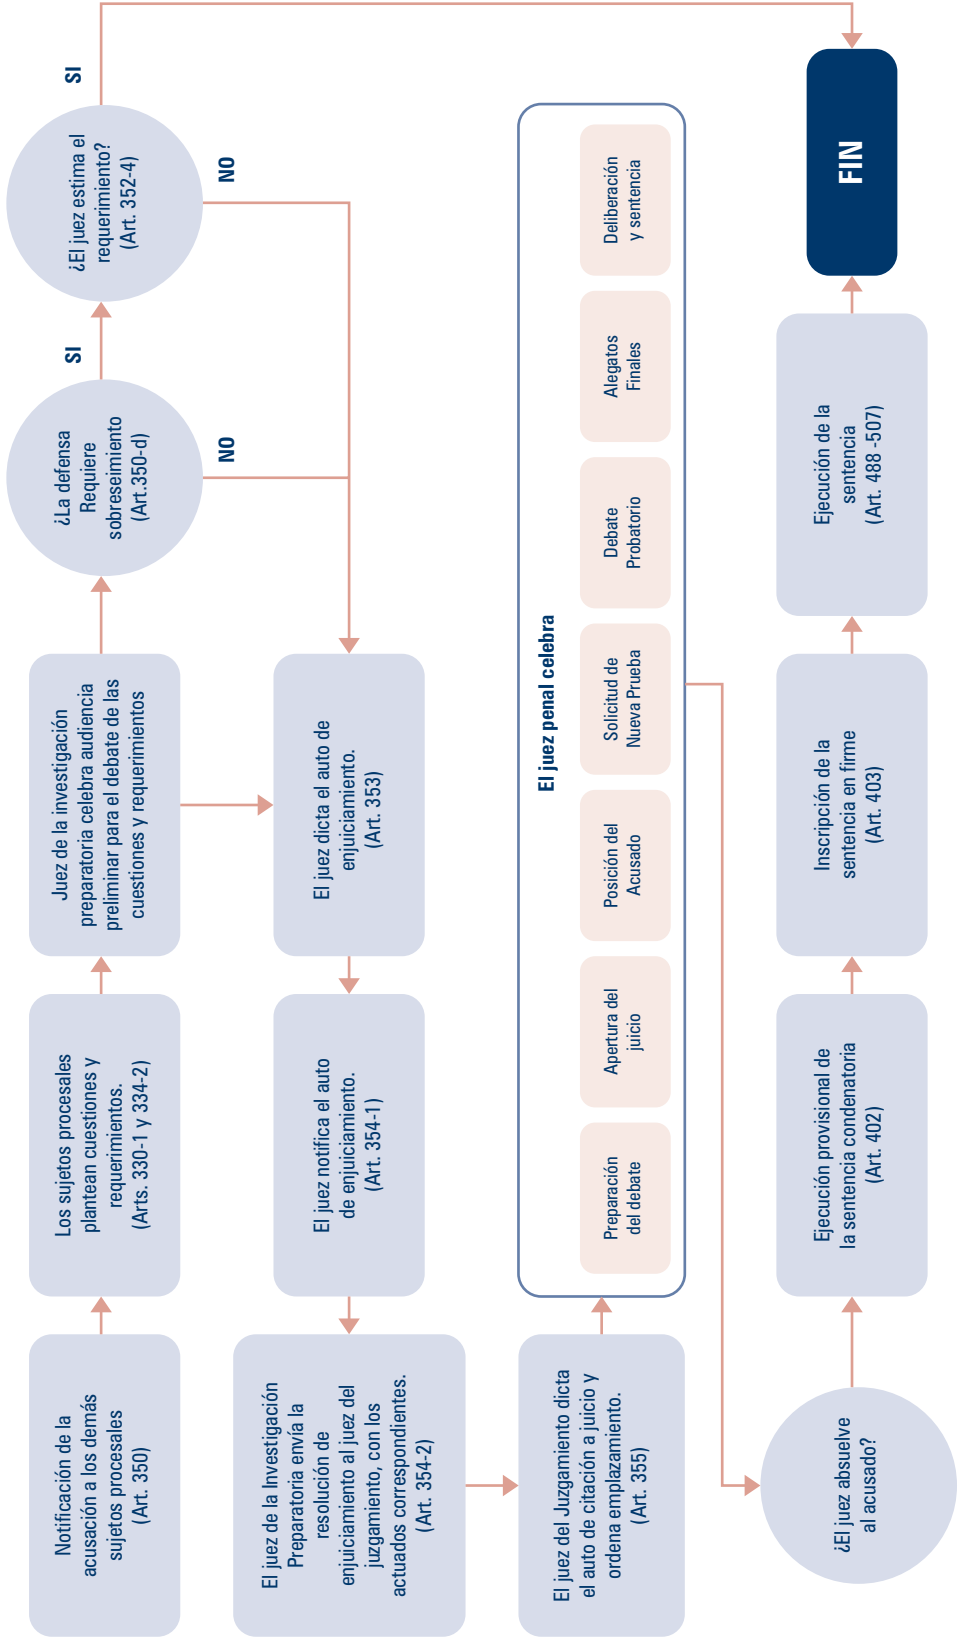 Notificación de la
acusación a los demás
sujetos procesales
(Art. 350)
Los sujetos procesales
plantean cuestiones y
requerimientos.
(Arts. 330-1 y 334-2)
Juez de la investigación
preparatoria celebra audiencia
preliminar para el debate de las
cuestiones y requerimientos
¿La defensa
Requiere
sobreseimiento
(Art.350-d)
SI
NO
¿El juez estima el
requerimiento?
(Art. 352-4)
SI
NO
El juez dicta el auto de
enjuiciamiento.
(Art. 353)
El juez notifica el auto
de enjuiciamiento.
(Art. 354-1)
El juez de la Investigación
Preparatoria envía la
resolución de
enjuiciamiento al juez del
juzgamiento, con los
actuados correspondientes.
(Art. 354-2)
El juez del Juzgamiento dicta
el auto de citación a juicio y
ordena emplazamiento.
(Art. 355)
El juez penal celebra
Preparación
del debate
Apertura del
juicio
Posición del
Acusado
Solicitud de
Nueva Prueba
Debate
Probatorio
Alegatos
Finales
Deliberación
y sentencia
¿El juez absuelve
al acusado?
Ejecución provisional de
la sentencia condenatoria
(Art. 402)
Inscripción de la
sentencia en firme
(Art. 403)
Ejecución de la
sentencia
(Art. 488 -507)
FIN